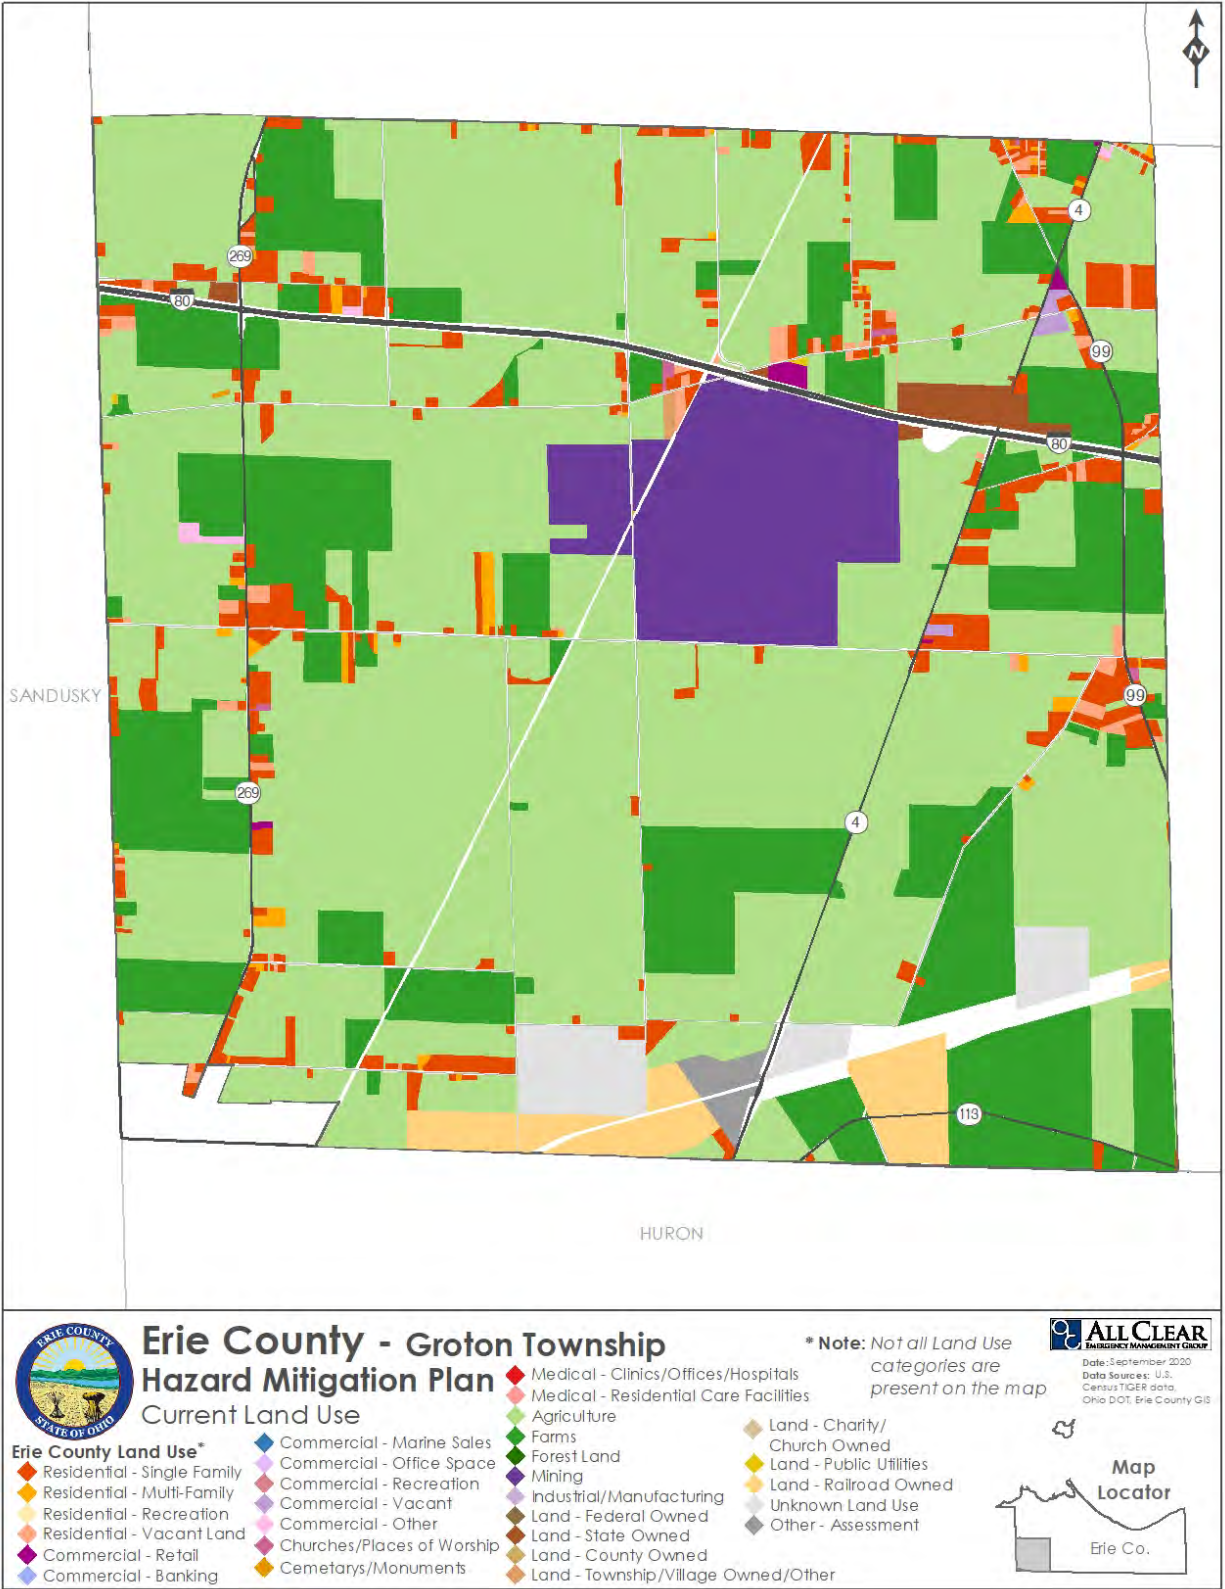 N
4
269
80
99
80
SANDUSKY
99
269
4
113
HURON
ERIE COUNTY
STATE OF OHIO
Erie County - Groton Township
Hazard Mitigation Plan
Current Land Use
Erie County Land Use*
Residential - Single Family
Residential - Multi-Family
Residential - Recreation
Residential - Vacant Land
Commercial - Retail
Commercial - Banking
Commercial - Marine Sales
Commercial - Office Space
Commercial - Recreation
Commercial - Vacant
Commercial - Other
Churches/Places of Worship
Cemetarys/Monuments
Medical - Clinics/Offices/Hospitals
Medical - Residential Care Facilities
Agriculture
Farms
Forest Land
Mining
Industrial/Manufacturing
Land - Federal Owned
Land - State Owned
Land - County Owned
Land - Township/Village Owned/Other
Land - Charity/
Church Owned
Land - Public Utilities
Land - Railroad Owned
Unknown Land Use
Other - Assessment
* Note: Not all Land Use
categories are
present on the map
ALL CLEAR
EMERGENCY MANAGEMENT GROUP
Date: September 2020
Data Sources: U.S.
Census TIGER data,
Ohio DOT, Erie County GIS
Map
Locator
Erie Co.